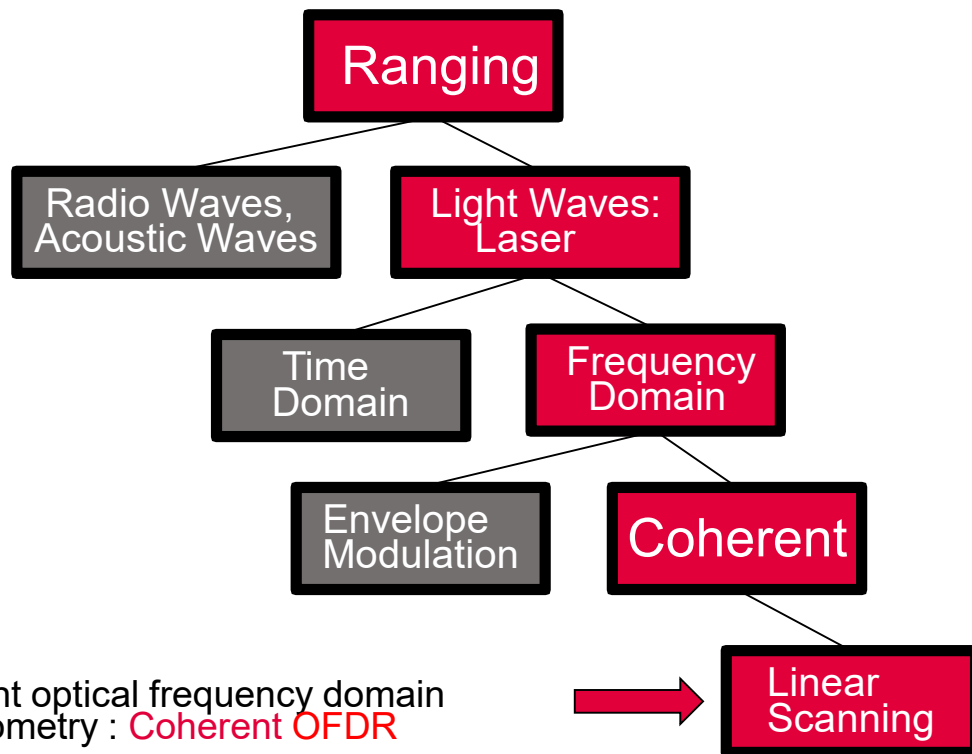 Ranging
Radio Waves,
Acoustic Waves
Light Waves:
Laser
Time
Domain
Frequency
Domain
Envelope
Modulation
Coherent
optical frequency domain
: Coherent OFDR
Linear
Scanning